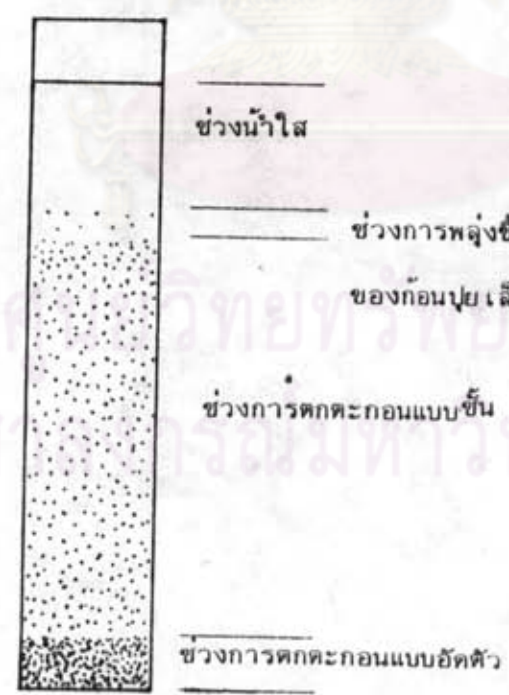 ช่วงน้ำใส
ช่วงการพลุ่ง
ของก้อนปุย
ช่วงการตกตะกอนแบบชั้น
ช่วงการตกตะกอนแบบอัดตัว